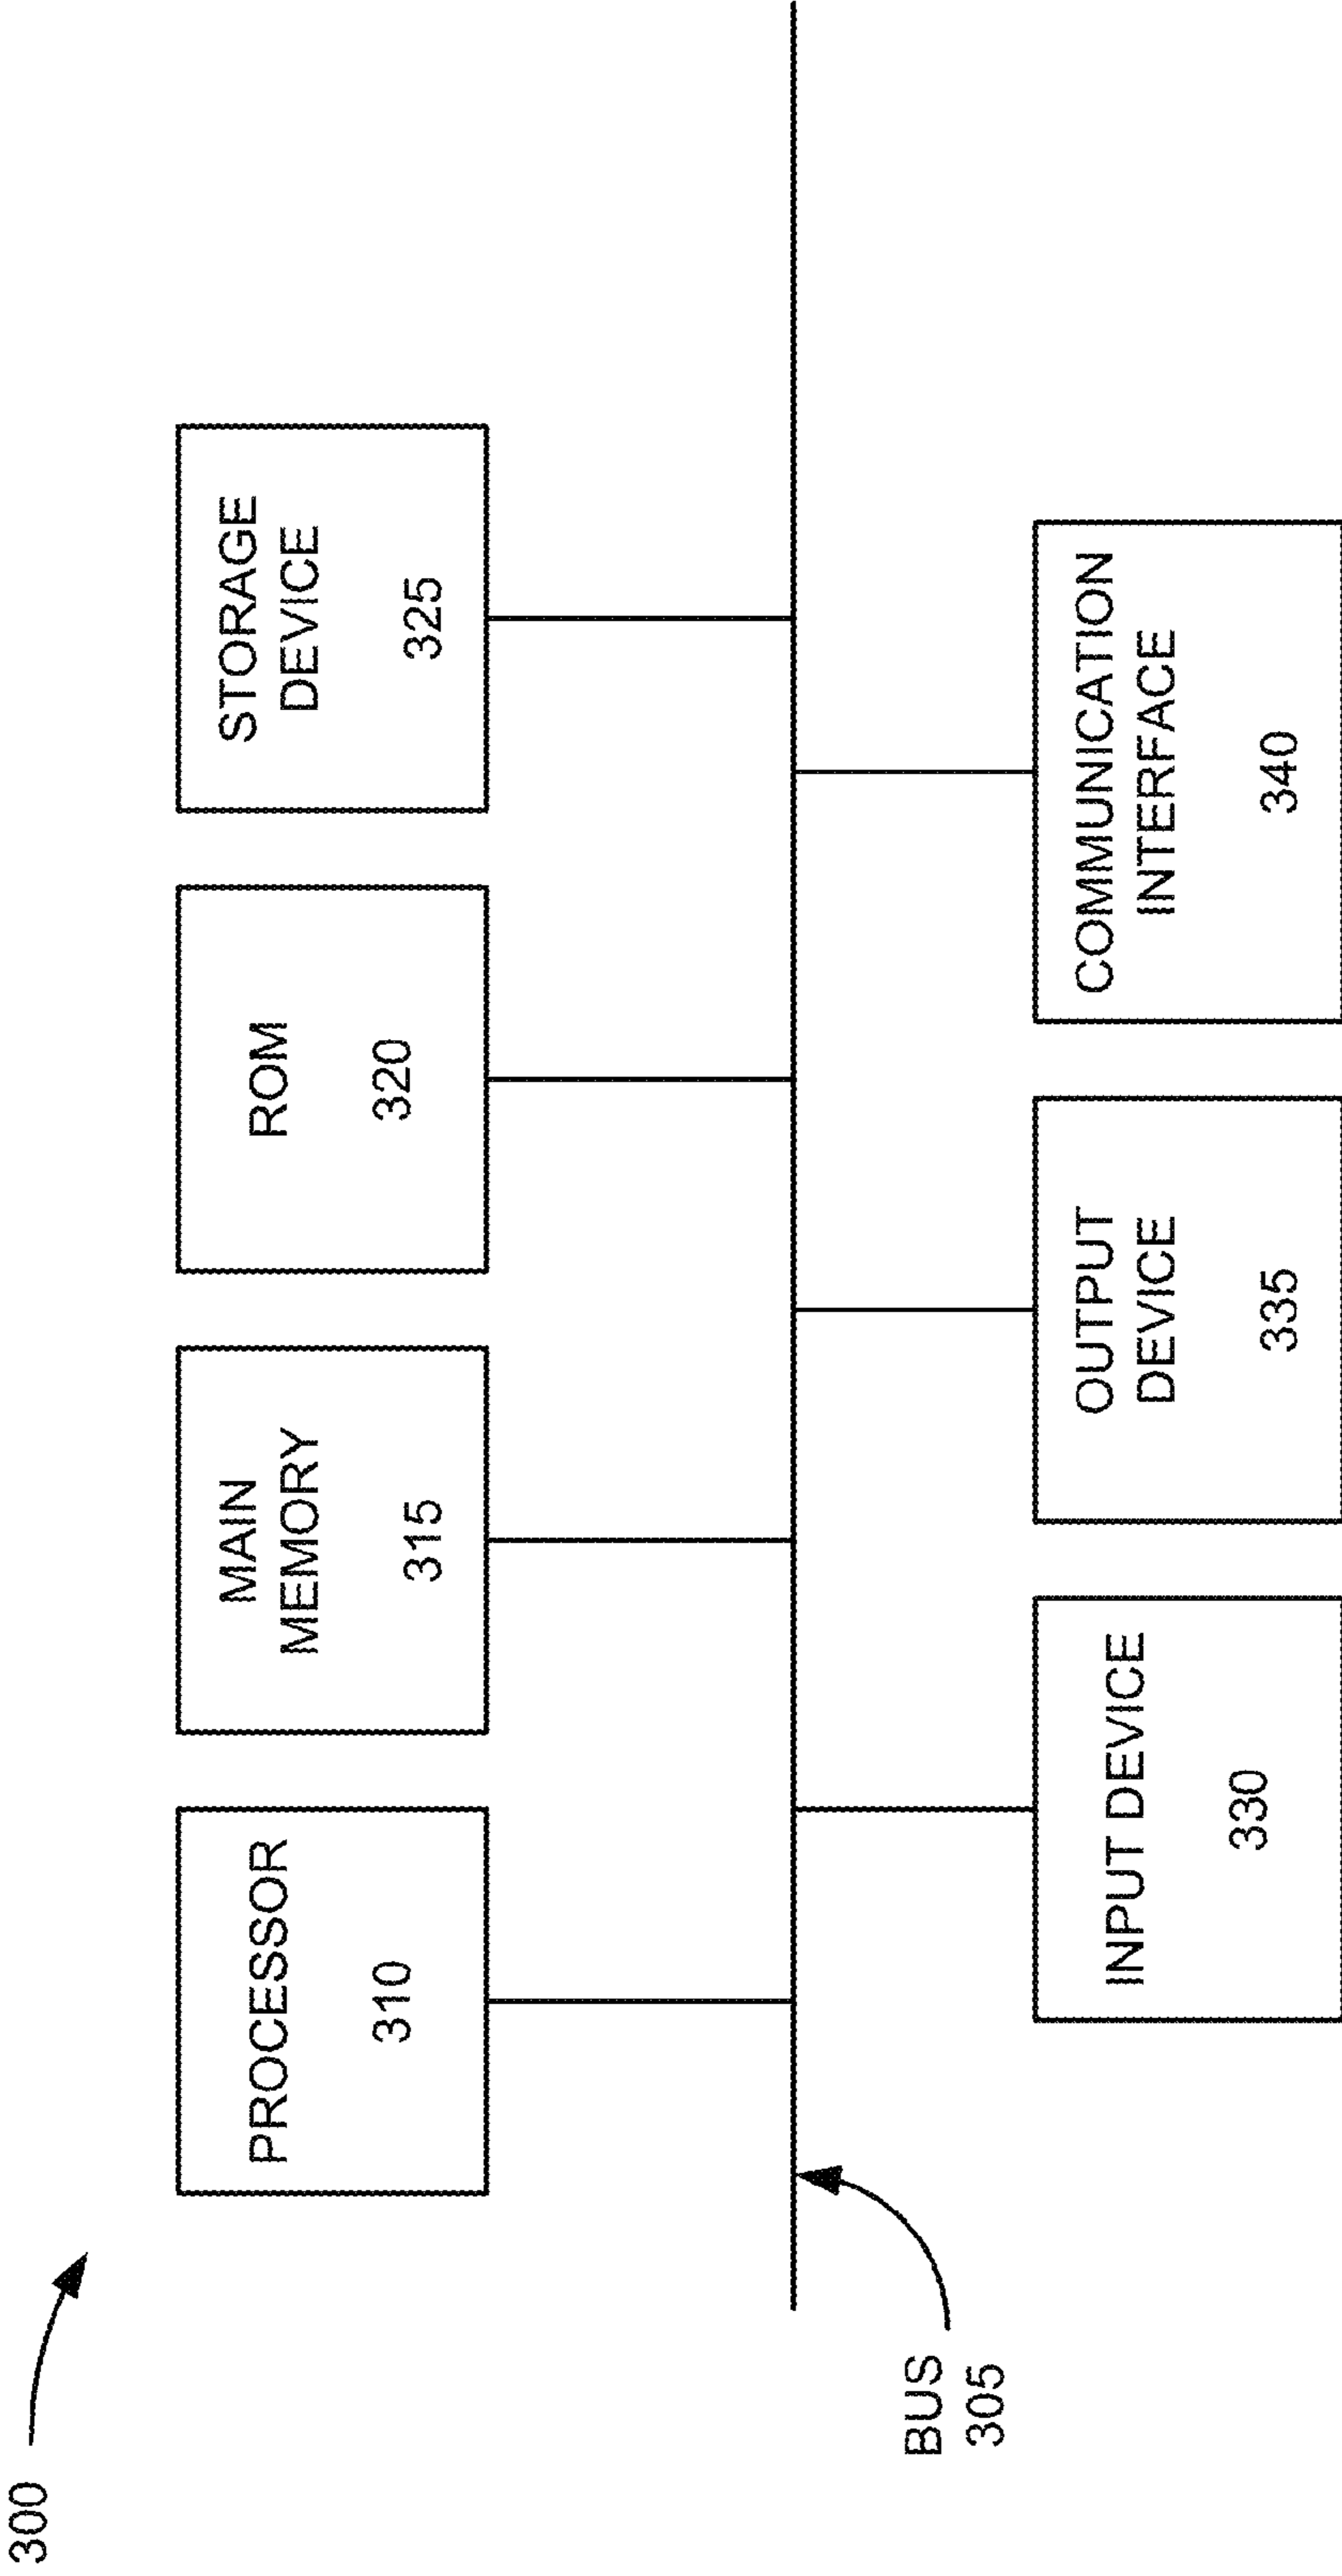 300
PROCESSOR
310
MAIN
MEMORY
315
ROM
320
STORAGE
DEVICE
325
BUS
305
INPUT DEVICE
330
OUTPUT
DEVICE
335
COMMUNICATION
INTERFACE
340